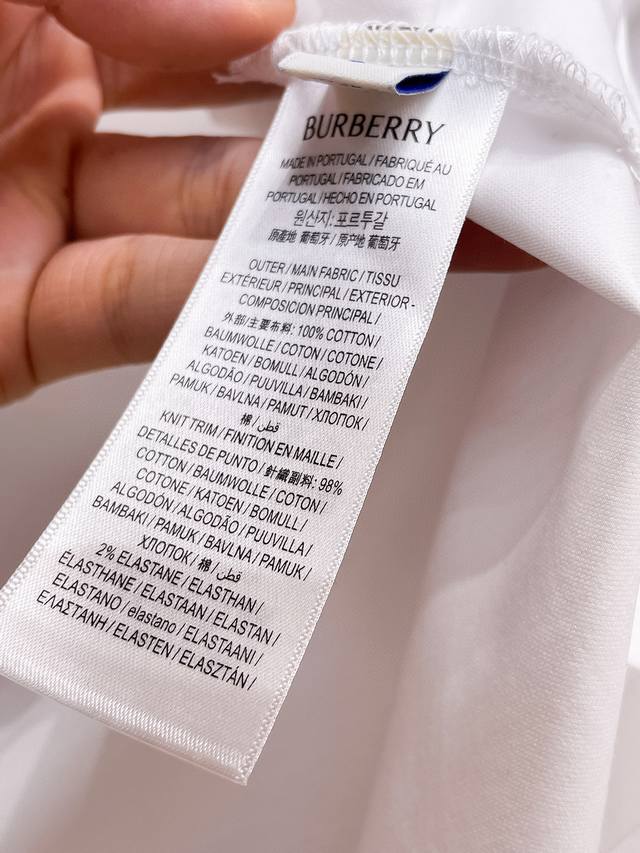 BURBERRY
MADE IN PORTUGAL / FABRIQUÉ AU
PORTUGAL / FABRICADO EM
PORTUGAL / HECHO EN PORTUGAL
원산지: 포르투갈
原產地 葡萄牙 / 原产地 葡萄牙
OUTER / MAIN FABRIC / TISSU
EXTÉRIEUR / PRINCIPAL / EXTERIOR -
COMPOSICION PRINCIPAL /
外部/主要布料: 100% COTTON /
BAUMWOLLE / COTON / COTONE /
KATOEN / BOMULL / ALGODÓN /
ALGODÃO / PUUVILLA / BAMBAKI /
PAMUK / BAVLNA / PAMUT / ХЛОПОК /
棉 / قطن /
KNIT TRIM / FINITION EN MAILLE /
DETALLES DE PUNTO / 針織副料: 98%
COTTON / BAUMWOLLE / COTON /
COTONE / KATOEN / BOMULL /
ALGODÓN / ALGODÃO / PUUVILLA /
BAMBAKI / PAMUK / BAVLNA / PAMUK /
ХЛОПОК / 棉 / قطن /
2% ELASTANE / ELASTHAN /
ÉLASTHANE / ELASTAAN / ELASTAN /
ELASTANO / elastano / ELASTAANI /
ΕΛΑΣΤΑΝΗ / ELASTEN / ELASZTÁN /